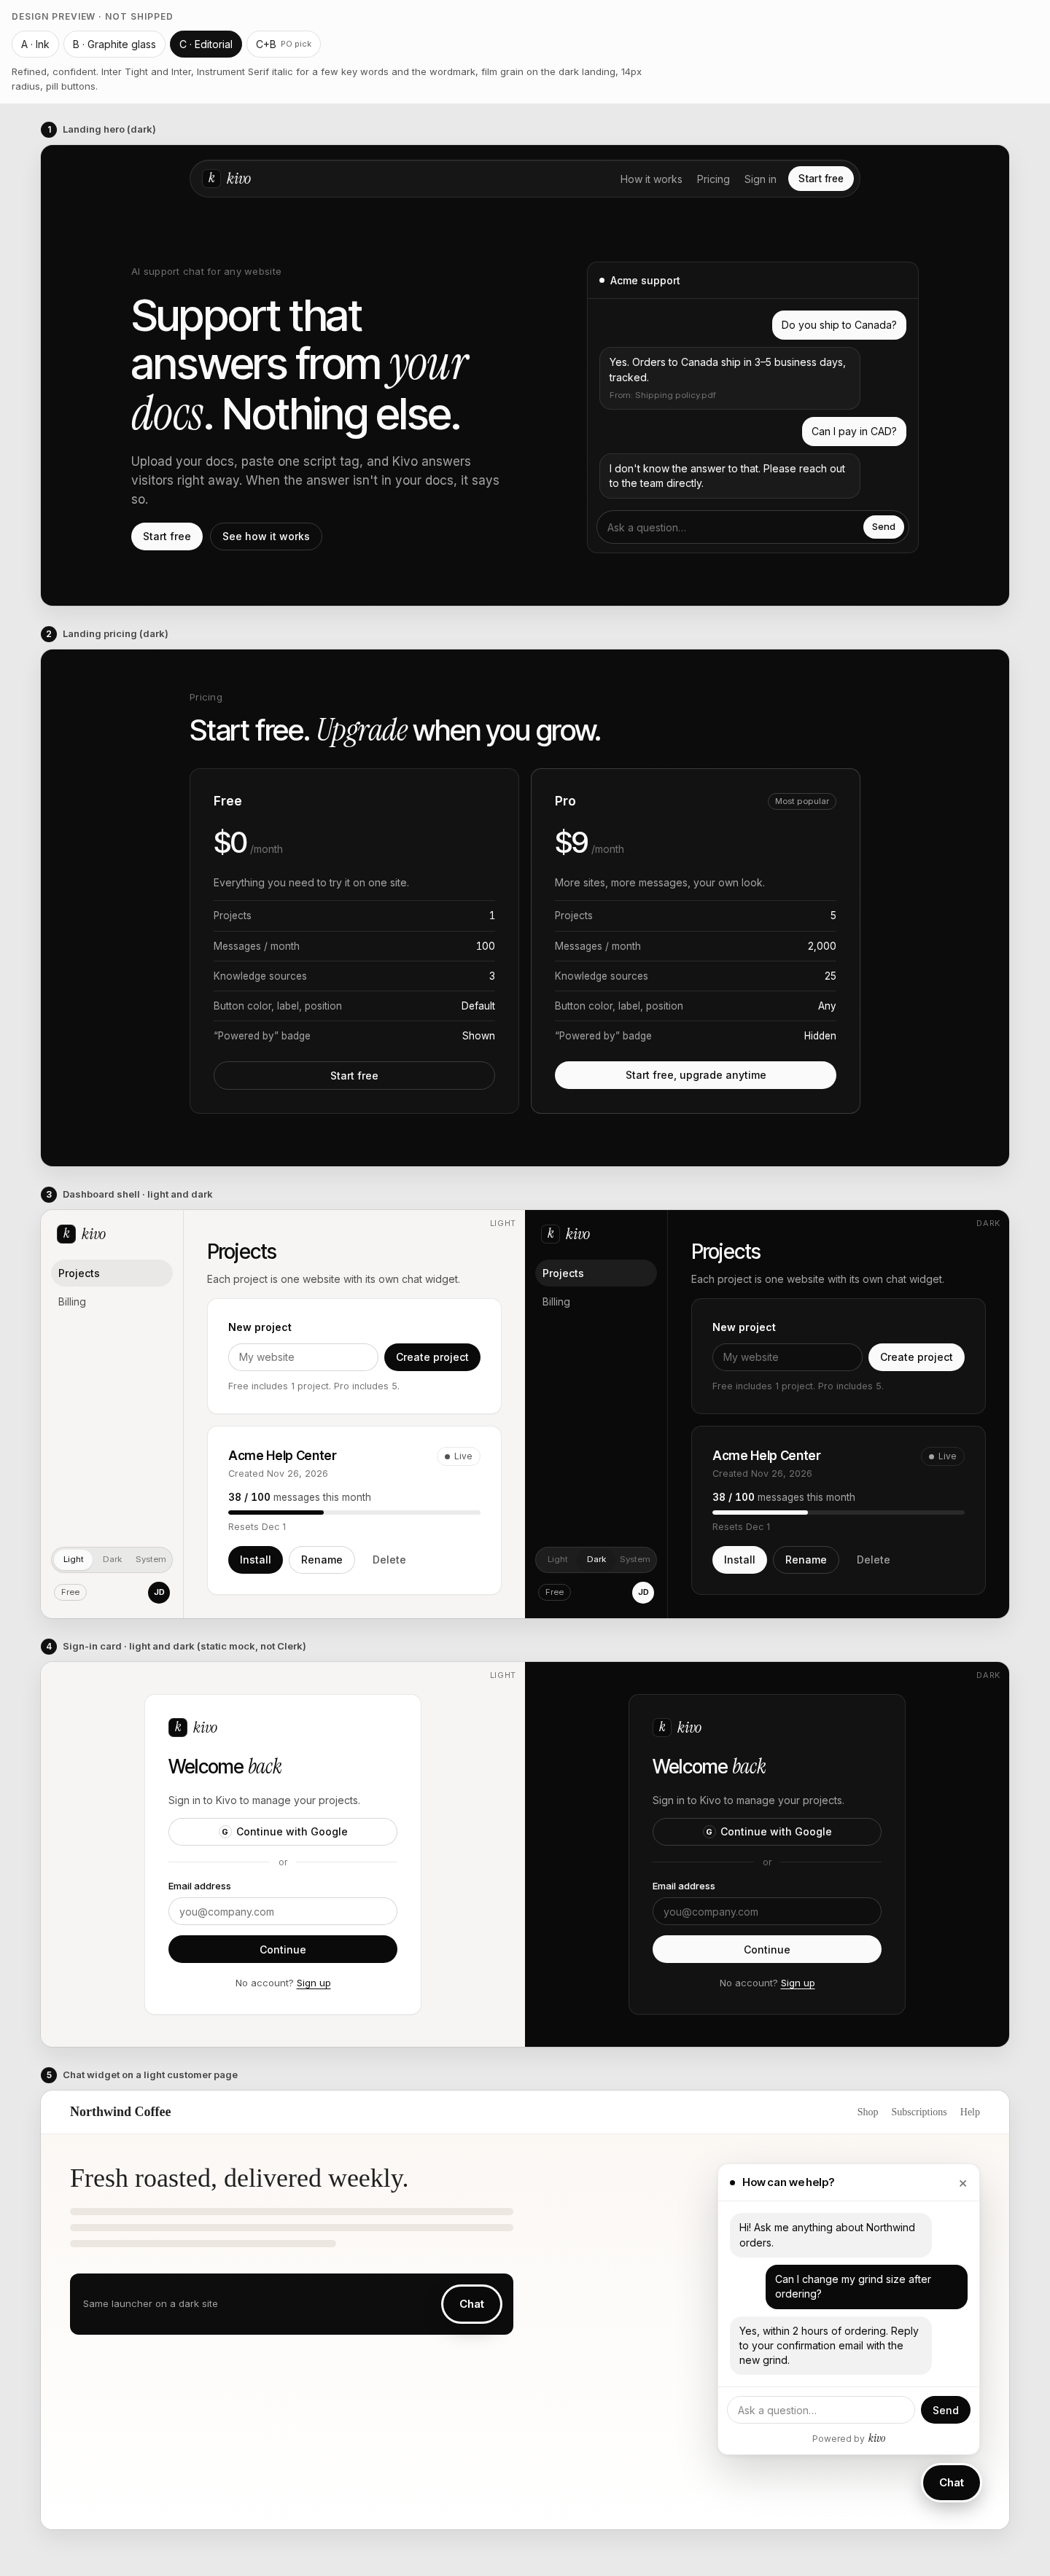 DESIGN PREVIEW · NOT SHIPPED
A · Ink
B · Graphite glass
C · Editorial
C+B PO pick
Refined, confident. Inter Tight and Inter, Instrument Serif italic for a few key words and the wordmark, film grain on the dark landing, 14px
radius, pill buttons.
1 Landing hero (dark)
k kivo
How it works
Pricing
Sign in
Start free
AI support chat for any website
Support that
answers from your
docs. Nothing else.
Upload your docs, paste one script tag, and Kivo answers
visitors right away. When the answer isn't in your docs, it says
so.
Start free
See how it works
Acme support
Do you ship to Canada?
Yes. Orders to Canada ship in 3–5 business days,
tracked.
From: Shipping policy.pdf
Can I pay in CAD?
I don't know the answer to that. Please reach out
to the team directly.
Ask a question…
Send
2 Landing pricing (dark)
Pricing
Start free. Upgrade when you grow.
Free
$0 /month
Everything you need to try it on one site.
Projects 1
Messages / month 100
Knowledge sources 3
Button color, label, position Default
“Powered by” badge Shown
Start free
Pro
Most popular
$9 /month
More sites, more messages, your own look.
Projects 5
Messages / month 2,000
Knowledge sources 25
Button color, label, position Any
“Powered by” badge Hidden
Start free, upgrade anytime
3 Dashboard shell · light and dark
LIGHT
k kivo
Projects
Billing
Light
Dark
System
Free
JD
Projects
Each project is one website with its own chat widget.
New project
My website
Create project
Free includes 1 project. Pro includes 5.
Acme Help Center
Live
Created Nov 26, 2026
38 / 100 messages this month
Resets Dec 1
Install
Rename
Delete
DARK
k kivo
Projects
Billing
Light
Dark
System
Free
JD
Projects
Each project is one website with its own chat widget.
New project
My website
Create project
Free includes 1 project. Pro includes 5.
Acme Help Center
Live
Created Nov 26, 2026
38 / 100 messages this month
Resets Dec 1
Install
Rename
Delete
4 Sign-in card · light and dark (static mock, not Clerk)
LIGHT
k kivo
Welcome back
Sign in to Kivo to manage your projects.
G Continue with Google
or
Email address
you@company.com
Continue
No account? Sign up
DARK
k kivo
Welcome back
Sign in to Kivo to manage your projects.
G Continue with Google
or
Email address
you@company.com
Continue
No account? Sign up
5 Chat widget on a light customer page
Northwind Coffee
Shop
Subscriptions
Help
Fresh roasted, delivered weekly.
Same launcher on a dark site
Chat
How can we help?
×
Hi! Ask me anything about Northwind
orders.
Can I change my grind size after
ordering?
Yes, within 2 hours of ordering. Reply
to your confirmation email with the
new grind.
Ask a question…
Send
Powered by kivo
Chat